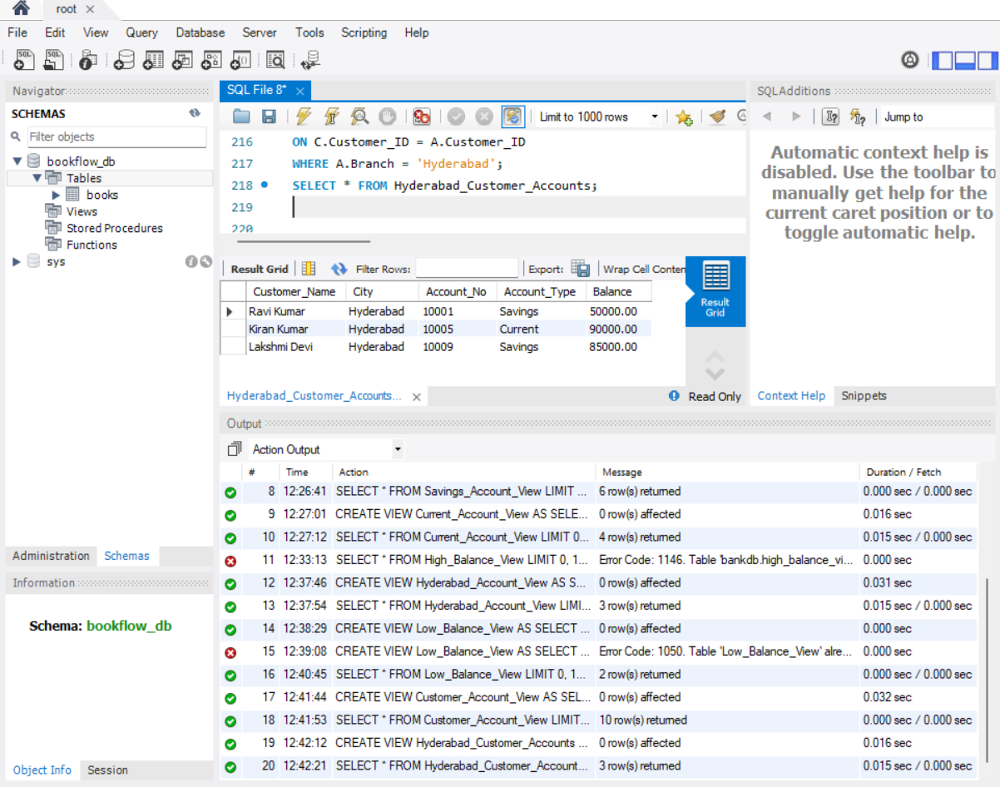 root ×
File Edit View Query Database Server Tools Scripting Help
Navigator
SCHEMAS
Filter objects
bookflow_db
Tables
books
Views
Stored Procedures
Functions
sys
Administration Schemas
Information
Schema: bookflow_db
Object Info Session
SQL File 8* ×
Limit to 1000 rows
216 ON C.Customer_ID = A.Customer_ID
217 WHERE A.Branch = 'Hyderabad';
218 SELECT * FROM Hyderabad_Customer_Accounts;
219
220
Result Grid Filter Rows: Export: Wrap Cell Conten
Customer_Name City Account_No Account_Type Balance
Ravi Kumar Hyderabad 10001 Savings 50000.00
Kiran Kumar Hyderabad 10005 Current 90000.00
Lakshmi Devi Hyderabad 10009 Savings 85000.00
Result
Grid
Hyderabad_Customer_Accounts... × Read Only
SQLAdditions
Jump to
Automatic context help is
disabled. Use the toolbar to
manually get help for the
current caret position or to
toggle automatic help.
Context Help Snippets
Output
Action Output
# Time Action Message Duration / Fetch
8 12:26:41 SELECT * FROM Savings_Account_View LIMIT ... 6 row(s) returned 0.000 sec / 0.000 sec
9 12:27:01 CREATE VIEW Current_Account_View AS SELE... 0 row(s) affected 0.016 sec
10 12:27:12 SELECT * FROM Current_Account_View LIMIT 0... 4 row(s) returned 0.015 sec / 0.000 sec
11 12:33:13 SELECT * FROM High_Balance_View LIMIT 0, 1... Error Code: 1146. Table 'bankdb.high_balance_vi... 0.000 sec
12 12:37:46 CREATE VIEW Hyderabad_Account_View AS S... 0 row(s) affected 0.031 sec
13 12:37:54 SELECT * FROM Hyderabad_Account_View LIMI... 3 row(s) returned 0.015 sec / 0.000 sec
14 12:38:29 CREATE VIEW Low_Balance_View AS SELECT ... 0 row(s) affected 0.000 sec
15 12:39:08 CREATE VIEW Low_Balance_View AS SELECT ... Error Code: 1050. Table 'Low_Balance_View' alre... 0.000 sec
16 12:40:45 SELECT * FROM Low_Balance_View LIMIT 0, 1... 2 row(s) returned 0.000 sec / 0.000 sec
17 12:41:44 CREATE VIEW Customer_Account_View AS SEL... 0 row(s) affected 0.032 sec
18 12:41:53 SELECT * FROM Customer_Account_View LIMIT... 10 row(s) returned 0.000 sec / 0.000 sec
19 12:42:12 CREATE VIEW Hyderabad_Customer_Accounts ... 0 row(s) affected 0.016 sec
20 12:42:21 SELECT * FROM Hyderabad_Customer_Account... 3 row(s) returned 0.015 sec / 0.000 sec